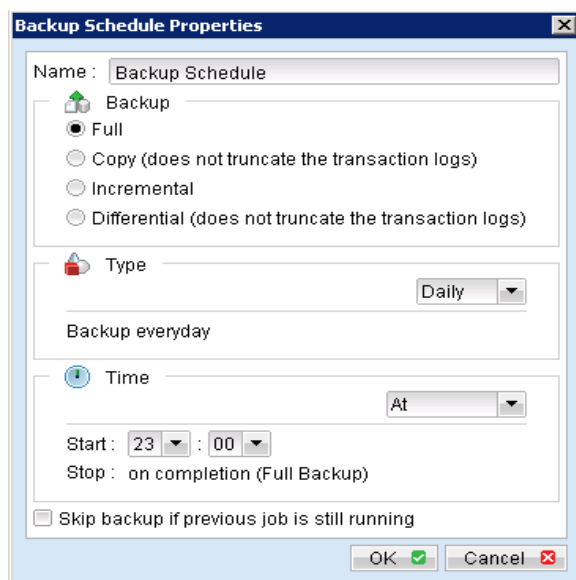 Backup Schedule Properties
Name : Backup Schedule
Backup
Full
Copy (does not truncate the transaction logs)
Incremental
Differential (does not truncate the transaction logs)
Type
Daily
Backup everyday
Time
At
Start : 23 : 00
Stop : on completion (Full Backup)
Skip backup if previous job is still running
OK Cancel